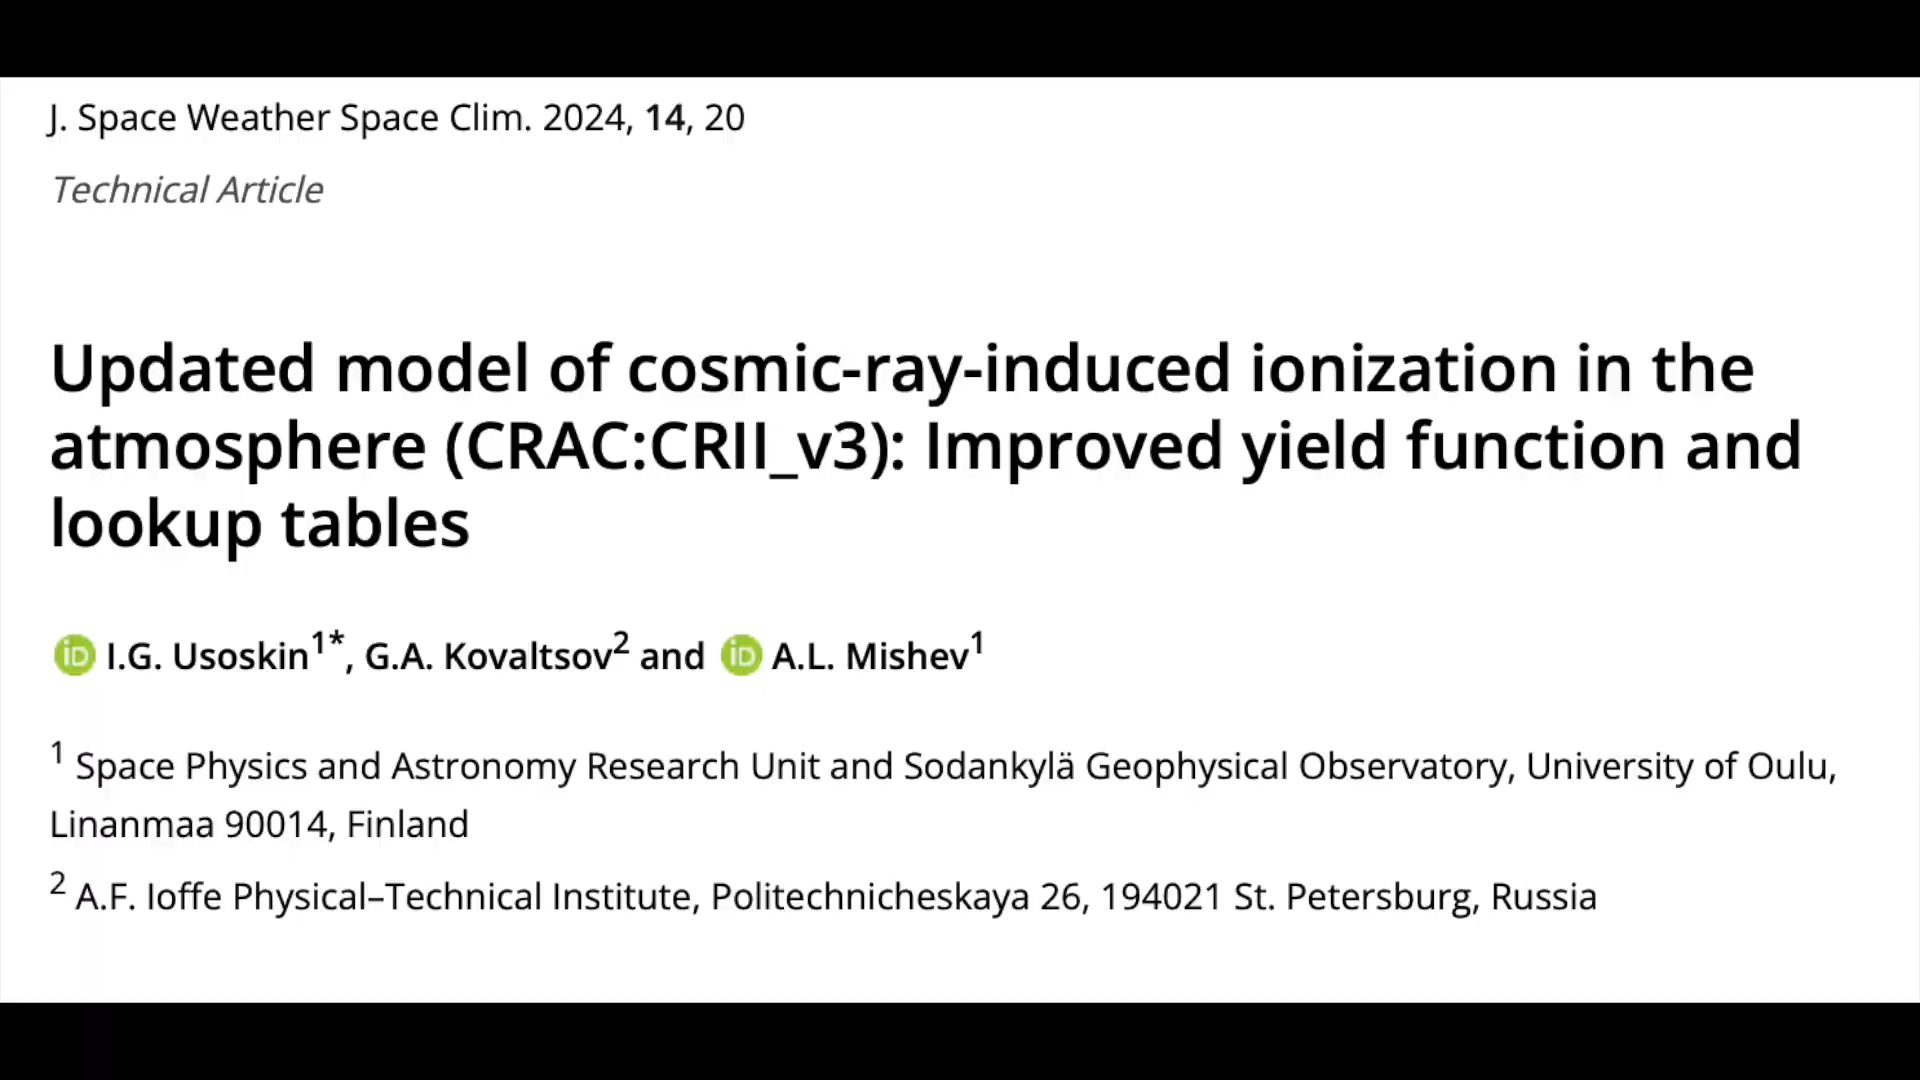 J. Space Weather Space Clim. 2024, 14, 20
Technical Article
Updated model of cosmic-ray-induced ionization in the
atmosphere (CRAC:CRII_v3): Improved yield function and
lookup tables
iD I.G. Usoskin1*, G.A. Kovaltsov2 and iD A.L. Mishev1
1 Space Physics and Astronomy Research Unit and Sodankylä Geophysical Observatory, University of Oulu,
Linanmaa 90014, Finland
2 A.F. Ioffe Physical–Technical Institute, Politechnicheskaya 26, 194021 St. Petersburg, Russia